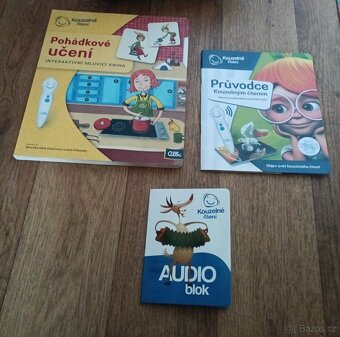 Kouzelné
čtení
Pohádkové
učení
INTERAKTIVNÍ MLUVICÍ KNIHA
Albi
Kouzelné
čtení
Průvodce
Kouzelným čtením
Objev svět kouzelného čtení!
Kouzelné
čtení
AUDIO
blok
Bazos.cz